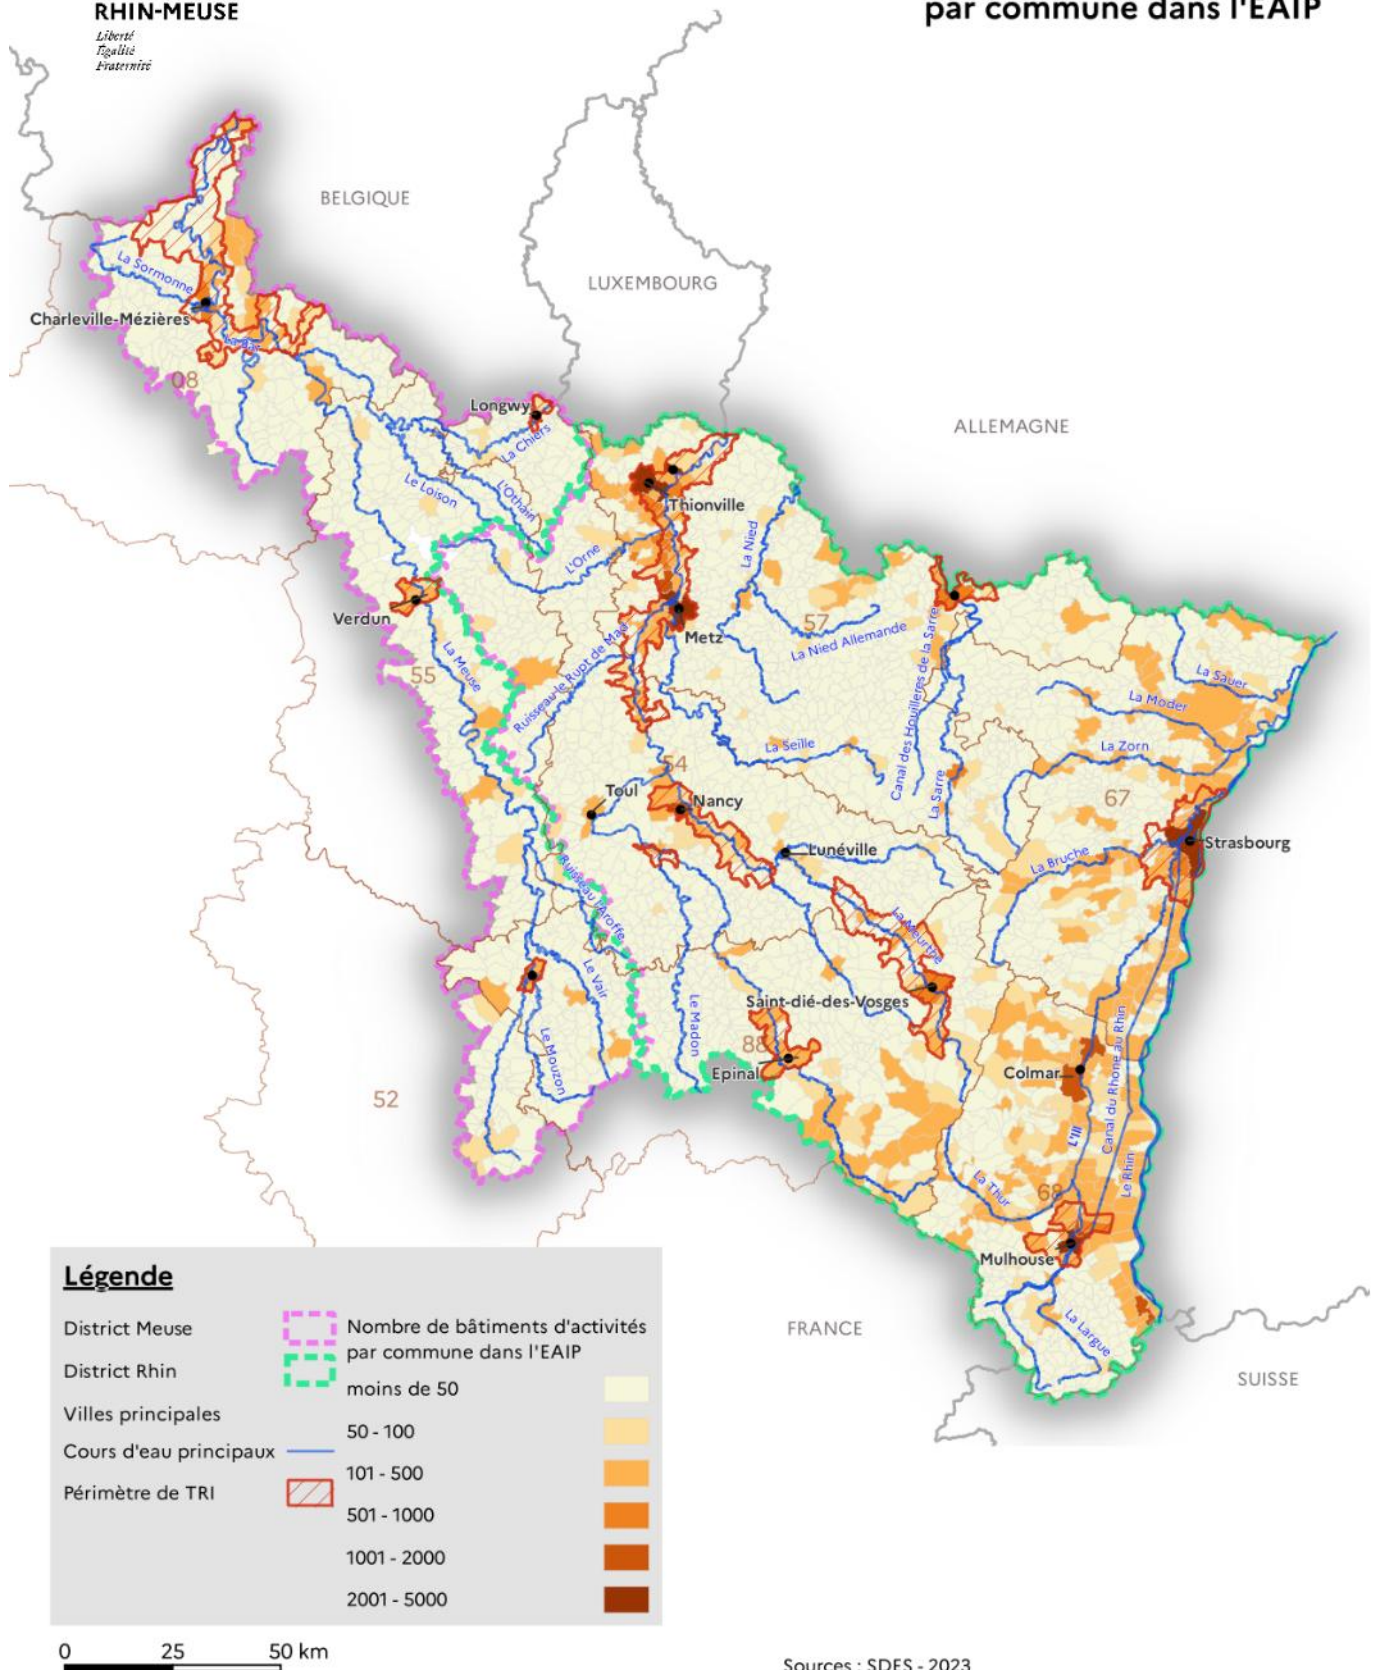 RHIN-MEUSE
par commune dans l'EAIP
Liberté
Égalité
Fraternité
BELGIQUE
LUXEMBOURG
La Sormonne
Charleville-Mézières
La Bar
08
Longwy
La Chiers
ALLEMAGNE
Le Loison
L'Othain
Thionville
La Nied
L'Orne
Verdun
57
Metz
La Nied Allemande
La Meuse
55
Ruisseau le Rupt de Mad
Canal des Houillères de la Sarre
La Sauer
La Moder
La Seille
La Zorn
54
Toul
Nancy
La Sarre
67
Lunéville
Strasbourg
La Bruche
Ruisseau l'Aroffe
La Meurthe
Le Vair
Saint-dié-des-Vosges
Le Madon
88
Epinal
Le Mouzon
Colmar
Canal du Rhône au Rhin
52
L'Ill
Le Rhin
La Thur
68
Mulhouse
La Largue
FRANCE
SUISSE
Légende
District Meuse
District Rhin
Villes principales
Cours d'eau principaux
Périmètre de TRI
Nombre de bâtiments d'activités
par commune dans l'EAIP
moins de 50
50 - 100
101 - 500
501 - 1000
1001 - 2000
2001 - 5000
0 25 50 km
Sources : SDES - 2023